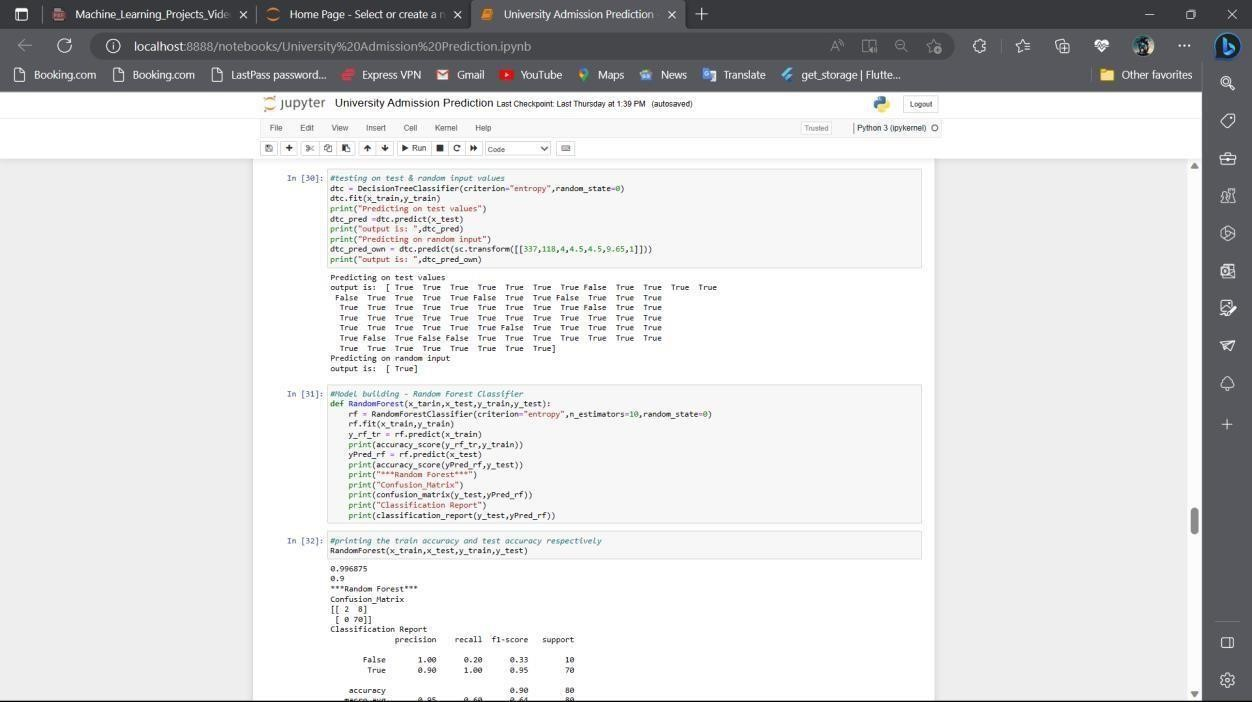 Machine_Learning_Projects_Vide
Home Page - Select or create a n
University Admission Prediction
localhost:8888/notebooks/University%20Admission%20Prediction.ipynb
Booking.com
Booking.com
LastPass password...
Express VPN
Gmail
YouTube
Maps
News
Translate
get_storage | Flutte...
Other favorites
jupyter University Admission Prediction Last Checkpoint: Last Thursday at 1:39 PM (autosaved)
Logout
File Edit View Insert Cell Kernel Help
Trusted
Python 3 (ipykernel)
Run
Code
In [30]: #testing on test & random input values
dtc = DecisionTreeClassifier(criterion="entropy",random_state=0)
dtc.fit(x_train,y_train)
print("Predicting on test values")
dtc_pred =dtc.predict(x_test)
print("output is: ",dtc_pred)
print("Predicting on random input")
dtc_pred_own = dtc.predict(sc.transform([[337,118,4,4.5,4.5,9.65,1]]))
print("output is: ",dtc_pred_own)
Predicting on test values
output is:  [ True True True True True True True False True True True True
False True True True True False True True False True True True
True True True True True True True True True False True True
True True True True True True True True True True True True
True True True True True True False True True True True True
True False True False False True True True True True True True
True True True True True True True True]
Predicting on random input
output is:  [ True]
In [31]: #Model building - Random Forest Classifier
def RandomForest(x_tarin,x_test,y_train,y_test):
rf = RandomForestClassifier(criterion="entropy",n_estimators=10,random_state=0)
rf.fit(x_train,y_train)
y_rf_tr = rf.predict(x_train)
print(accuracy_score(y_rf_tr,y_train))
yPred_rf = rf.predict(x_test)
print(accuracy_score(yPred_rf,y_test))
print("***Random Forest***")
print("Confusion_Matrix")
print(confusion_matrix(y_test,yPred_rf))
print("Classification Report")
print(classification_report(y_test,yPred_rf))
In [32]: #printing the train accuracy and test accuracy respectively
RandomForest(x_train,x_test,y_train,y_test)
0.996875
0.9
***Random Forest***
Confusion_Matrix
[[ 2 8]
[ 0 70]]
Classification Report
precision recall f1-score support
False 1.00 0.20 0.33 10
True 0.90 1.00 0.95 70
accuracy 0.90 80
macro avg 0.95 0.60 0.64 80